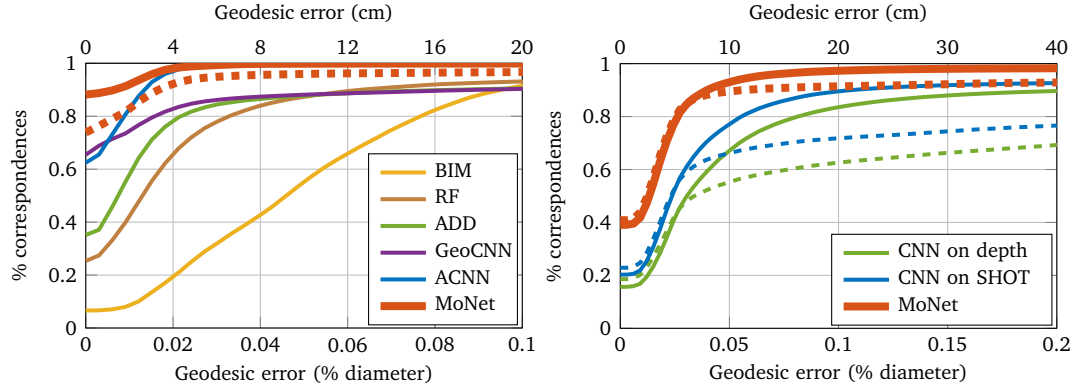 Geodesic error (cm)
0 4 8 12 16 20
1
0.8
0.6
0.4
0.2
0
% correspondences
BIM
RF
ADD
GeoCNN
ACNN
MoNet
0 0.02 0.04 0.06 0.08 0.1
Geodesic error (% diameter)
Geodesic error (cm)
0 10 20 30 40
1
0.8
0.6
0.4
0.2
0
% correspondences
CNN on depth
CNN on SHOT
MoNet
0 0.05 0.1 0.15 0.2
Geodesic error (% diameter)